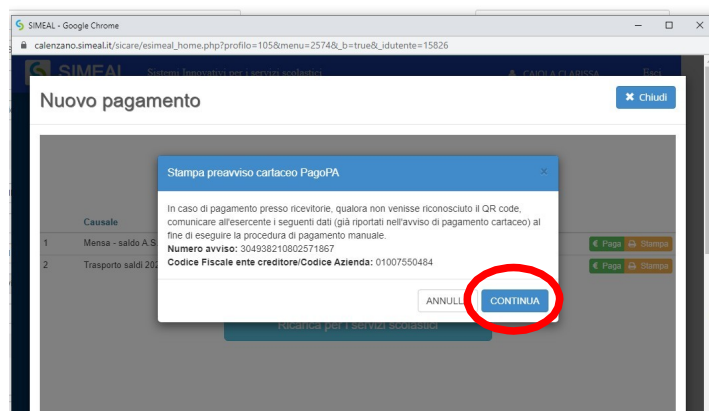 SIMEAL - Google Chrome
calenzano.simeal.it/sicare/esimeal_home.php?profilo=105&menu=2574&_b=true&_idutente=15826
SIMEAL Sistemi Innovativi per i servizi scolastici CAIOLA CLARISSA Esci
Nuovo pagamento
Chiudi
Stampa preavviso cartaceo PagoPA ×
In caso di pagamento presso ricevitorie, qualora non venisse riconosciuto il QR code,
comunicare all'esercente i seguenti dati (già riportati nell'avviso di pagamento cartaceo) al
fine di eseguire la procedura di pagamento manuale.
Numero avviso: 304938210802571867
Codice Fiscale ente creditore/Codice Azienda: 01007550484
Causale
1 Mensa - saldo A.S € Paga Stampa
2 Trasporto saldi 202 € Paga Stampa
ANNULL CONTINUA
Ricarica per i servizi scolastici